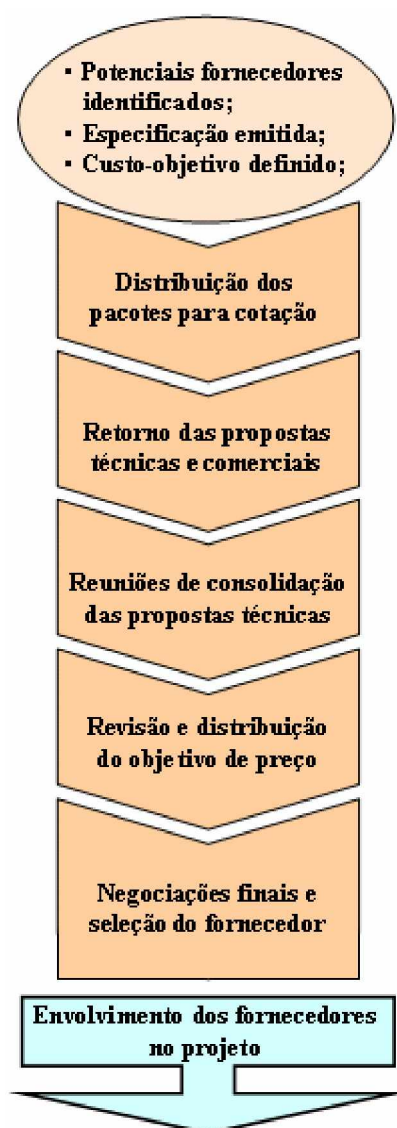 ▪ Potenciais fornecedores
identificados;
▪ Especificação emitida;
▪ Custo-objetivo definido;
Distribuição dos
pacotes para cotação
Retorno das propostas
técnicas e comerciais
Reuniões de consolidação
das propostas técnicas
Revisão e distribuição
do objetivo de preço
Negociações finais e
seleção do fornecedor
Envolvimento dos fornecedores
no projeto